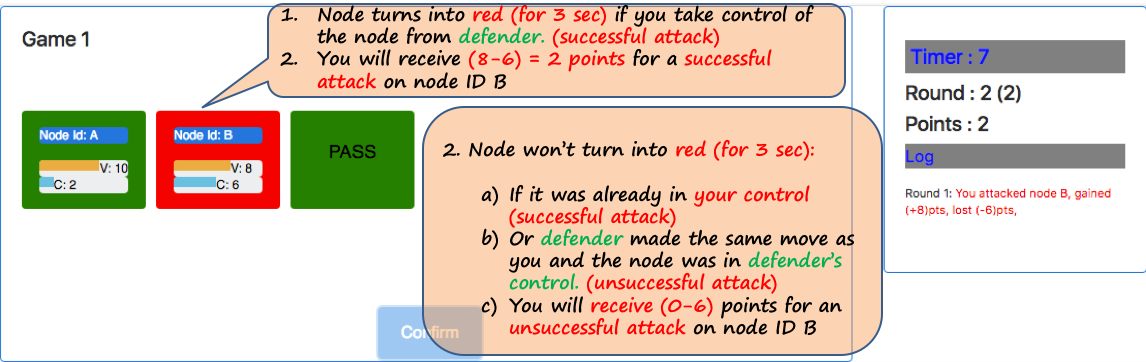 Game 1
1. Node turns into red (for 3 sec) if you take control of
the node from defender. (successful attack)
2. You will receive (8-6) = 2 points for a successful
attack on node ID B
Node Id: A
V: 10
C: 2
Node Id: B
V: 8
C: 6
PASS
2. Node won't turn into red (for 3 sec):
a) If it was already in your control
(successful attack)
b) Or defender made the same move as
you and the node was in defender's
control. (unsuccessful attack)
c) You will receive (0-6) points for an
unsuccessful attack on node ID B
Confirm
Timer : 7
Round : 2 (2)
Points : 2
Log
Round 1: You attacked node B, gained
(+8)pts, lost (-6)pts,